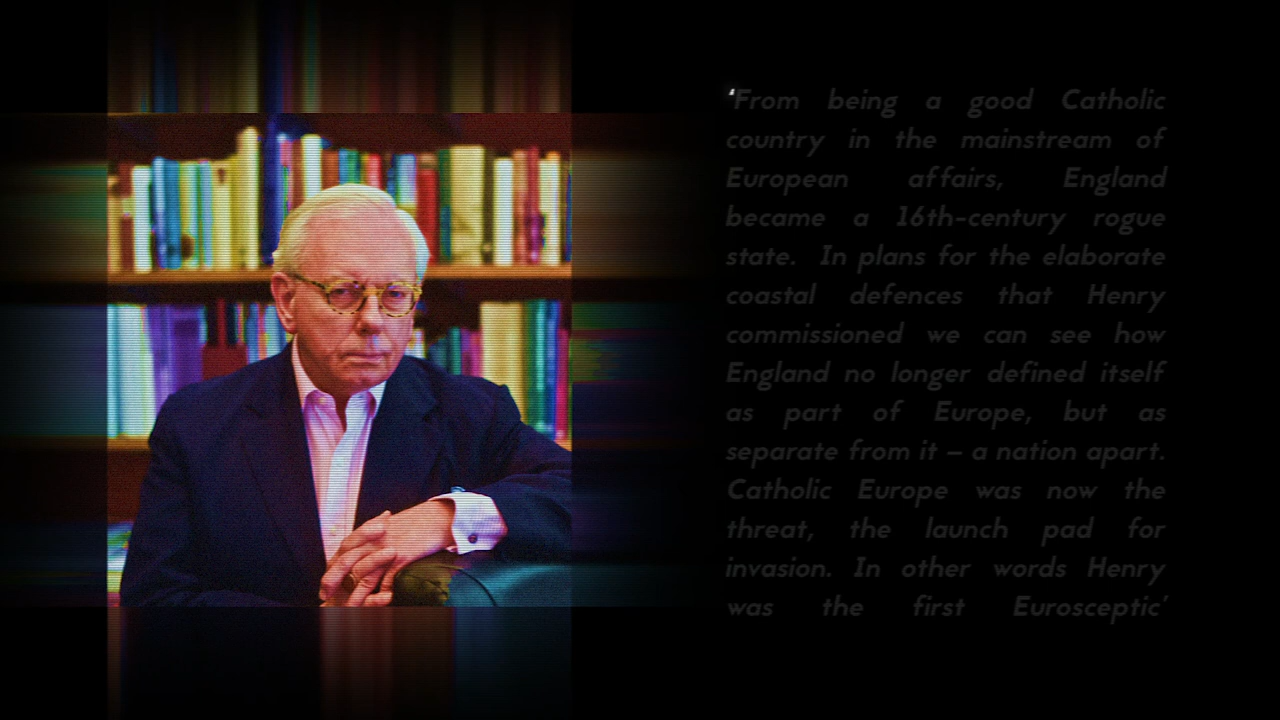 ‘From being a good Catholic
country in the mainstream of
European affairs, England
became a 16th-century rogue
state. In plans for the elaborate
coastal defences that Henry
commissioned we can see how
England no longer defined itself
as part of Europe, but as
separate from it – a nation apart.
Catholic Europe was now the
threat, the launch pad for
invasion. In other words Henry
was the first Eurosceptic’